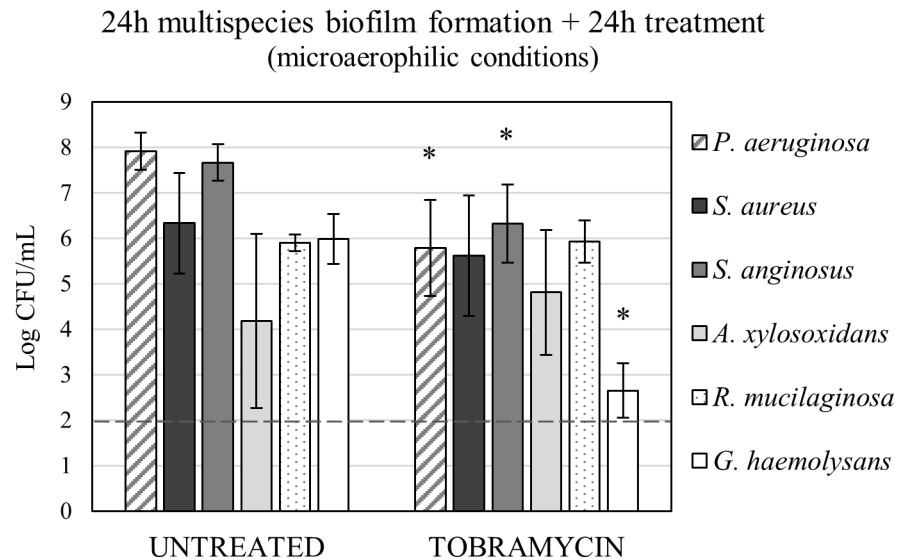 24h multispecies biofilm formation + 24h treatment
(microaerophilic conditions)
Log CFU/mL
9
8
7
6
5
4
3
2
1
0
*
*
*
UNTREATED
TOBRAMYCIN
P. aeruginosa
S. aureus
S. anginosus
A. xylosoxidans
R. mucilaginosa
G. haemolysans